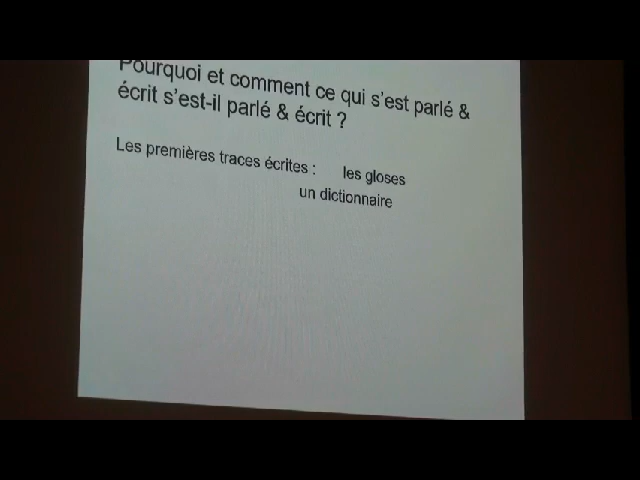 Pourquoi et comment ce qui s'est parlé &
écrit s'est-il parlé & écrit ?
Les premières traces écrites : les gloses
un dictionnaire